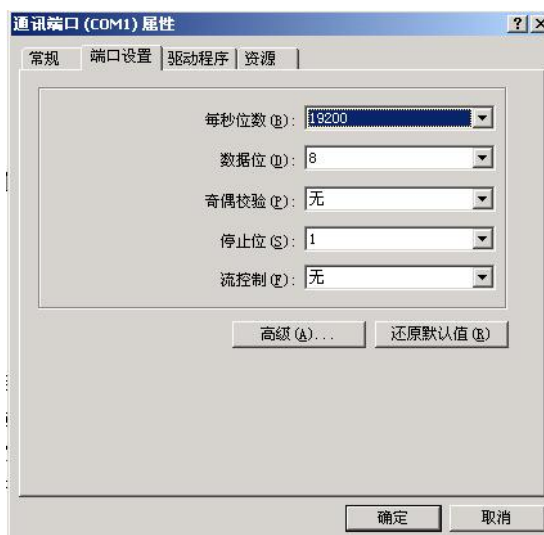 通讯端口 (COM1) 属性
常规 端口设置 驱动程序 资源
每秒位数(B): 19200
数据位(D): 8
奇偶校验(P): 无
停止位(S): 1
流控制(F): 无
高级(A)... 还原默认值(R)
确定 取消